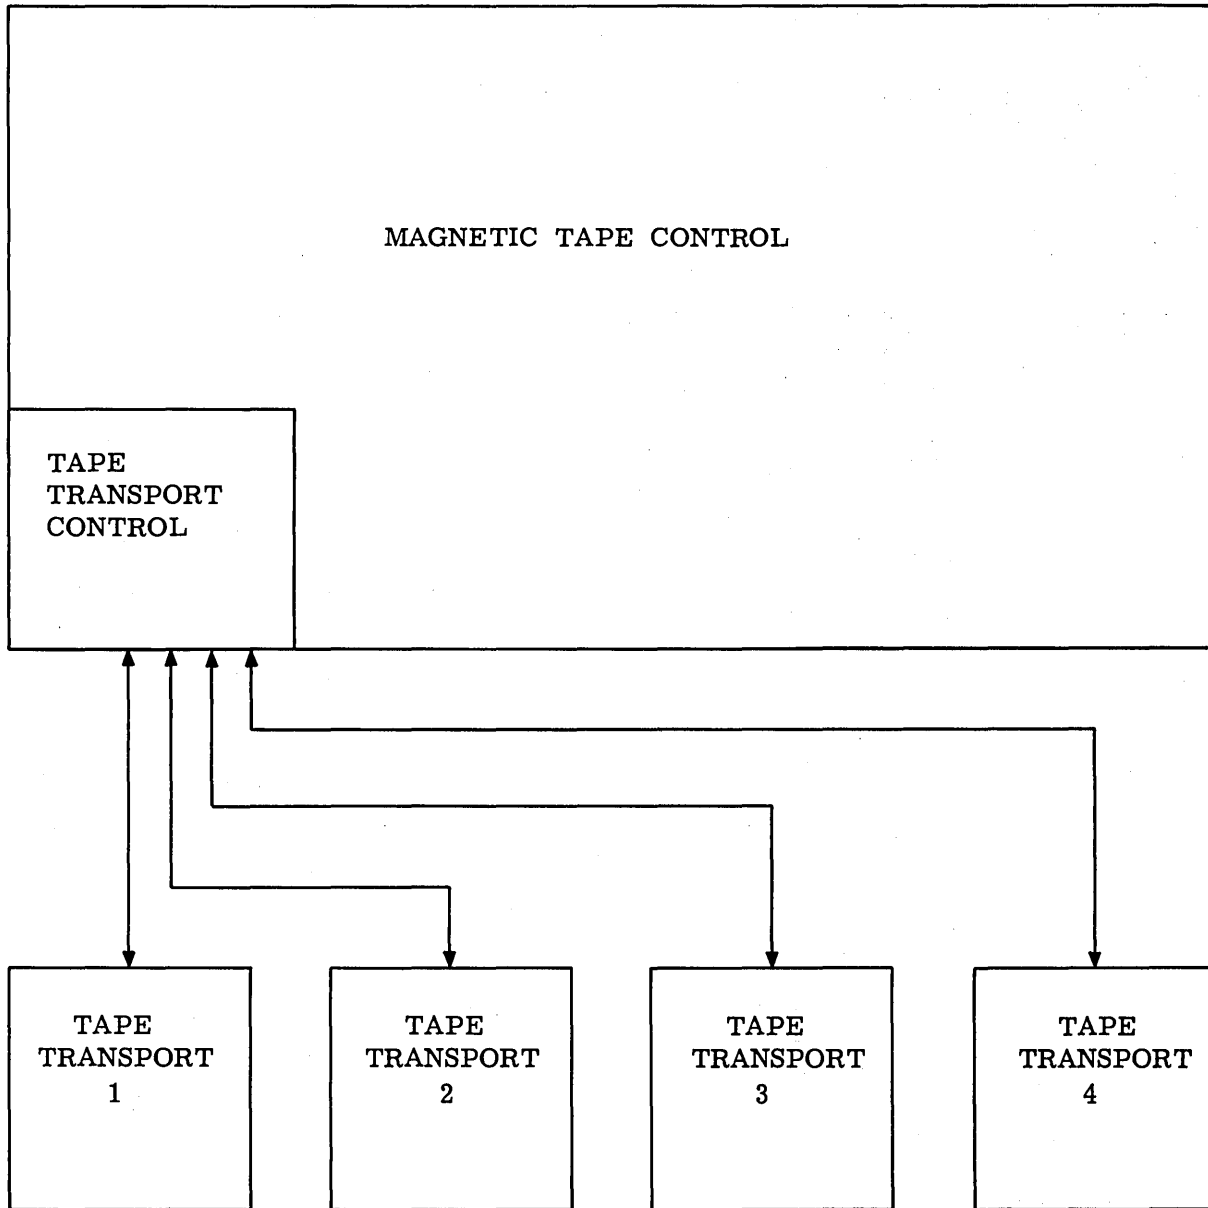 MAGNETIC TAPE CONTROL
TAPE
TRANSPORT
CONTROL
TAPE
TRANSPORT
1
TAPE
TRANSPORT
2
TAPE
TRANSPORT
3
TAPE
TRANSPORT
4